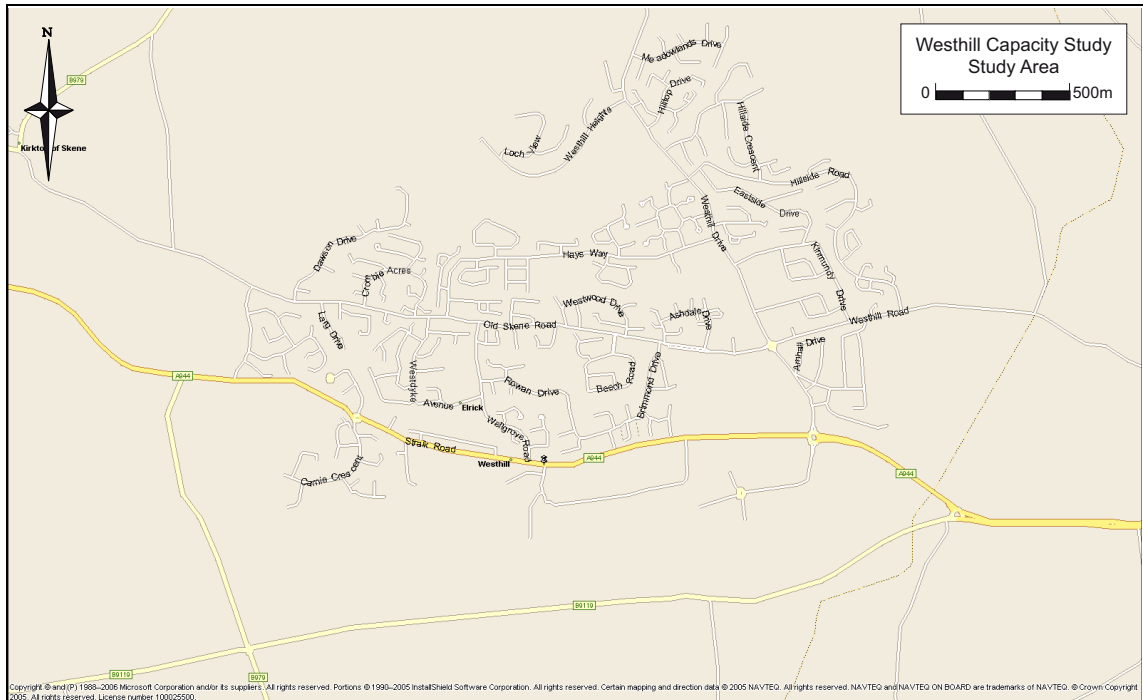 N
Westhill Capacity Study
Study Area
0 500m
B979
Kirkton of Skene
Meadowlands Drive
Hilltop Drive
Westhill Heights
Loch View
Hillside Crescent
Hillside Road
Eastside Drive
Westhill Drive
Dawson Drive
Hays Way
Kinmundy Drive
Crombie Acres
Westwood Drive
Ashdale Drive
Westhill Road
Lang Drive
Old Skene Road
Arnhall Drive
A944
Westdyke Avenue
Elrick
Rowan Drive
Beech Road
Brimmond Drive
Wellgrove Road
Straik Road
Westhill
A944
A944
Carnie Crescent
B9119
B9119
B979
Copyright © and (P) 1988–2006 Microsoft Corporation and/or its suppliers. All rights reserved. Portions © 1990–2005 InstallShield Software Corporation. All rights reserved. Certain mapping and direction data © 2005 NAVTEQ. All rights reserved. NAVTEQ and NAVTEQ ON BOARD are trademarks of NAVTEQ. © Crown Copyright
2005. All rights reserved. License number 100025500.